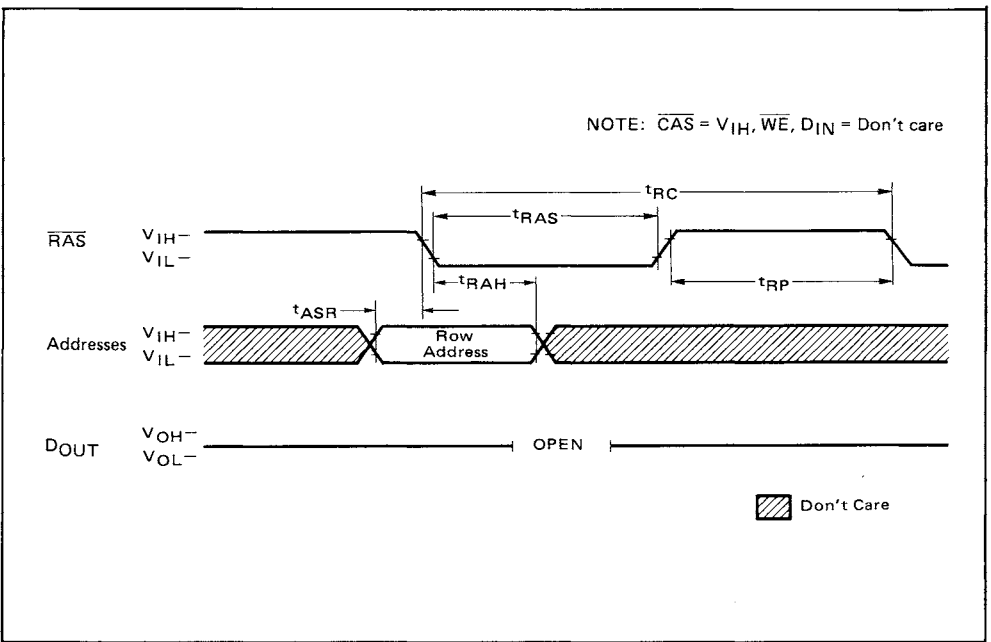 NOTE: CAS = VIH, WE, DIN = Don't care
tRC
tRAS
RAS
VIH–
VIL–
tRAH
tRP
tASR
Addresses
VIH–
VIL–
Row
Address
DOUT
VOH–
VOL–
OPEN
Don't Care